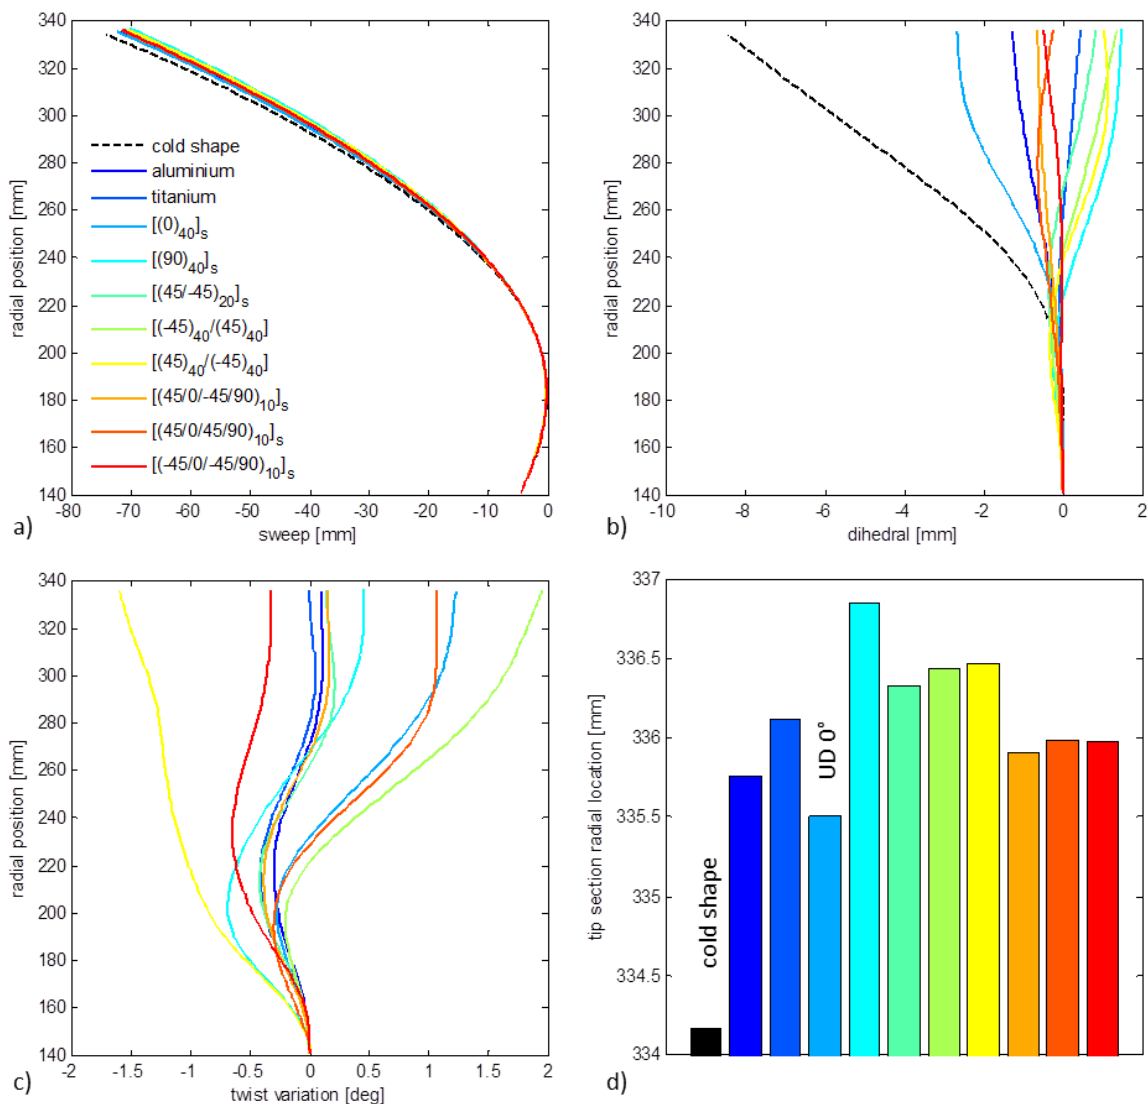 340
320
300
280
260
240
220
200
180
160
140
radial position [mm]
cold shape
aluminium
titanium
[(0)40]s
[(90)40]s
[(45/-45)20]s
[(-45)40/(45)40]
[(45)40/(-45)40]
[(45/0/-45/90)10]s
[(45/0/45/90)10]s
[(-45/0/-45/90)10]s
-80 -70 -60 -50 -40 -30 -20 -10 0
a)
sweep [mm]
340
320
300
280
260
240
220
200
180
160
140
radial position [mm]
-10 -8 -6 -4 -2 0 2
b)
dihedral [mm]
340
320
300
280
260
240
220
200
180
160
140
radial position [mm]
-2 -1.5 -1 -0.5 0 0.5 1 1.5 2
c)
twist variation [deg]
337
336.5
336
335.5
335
334.5
334
tip section radial location [mm]
cold shape
UD 0°
d)